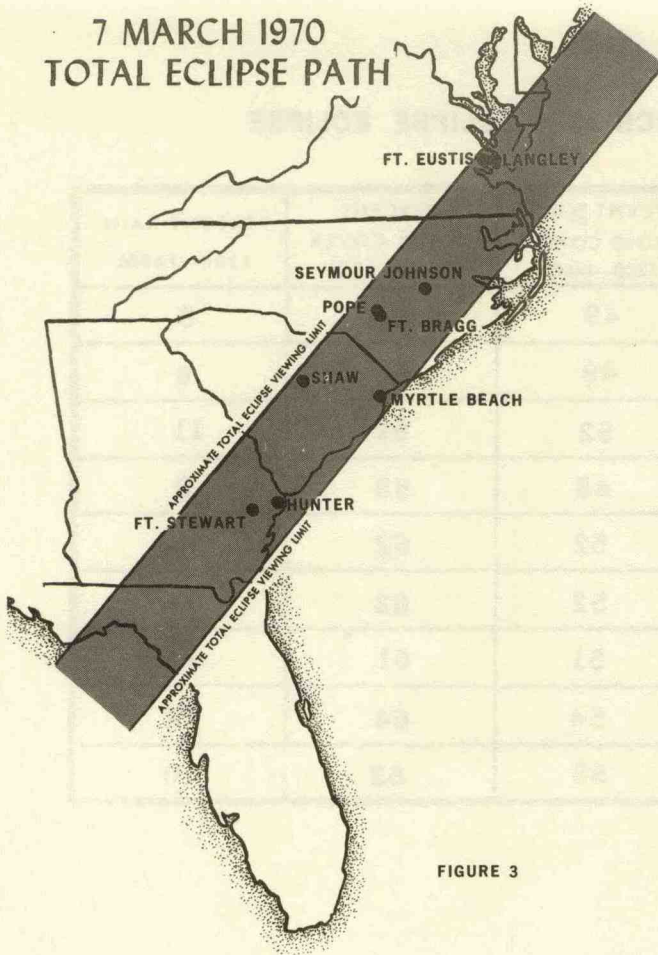 7 MARCH 1970
TOTAL ECLIPSE PATH
FT. EUSTIS
LANGLEY
SEYMOUR JOHNSON
POPE
FT. BRAGG
APPROXIMATE TOTAL ECLIPSE VIEWING LIMIT
SHAW
MYRTLE BEACH
HUNTER
FT. STEWART
APPROXIMATE TOTAL ECLIPSE VIEWING LIMIT
FIGURE 3